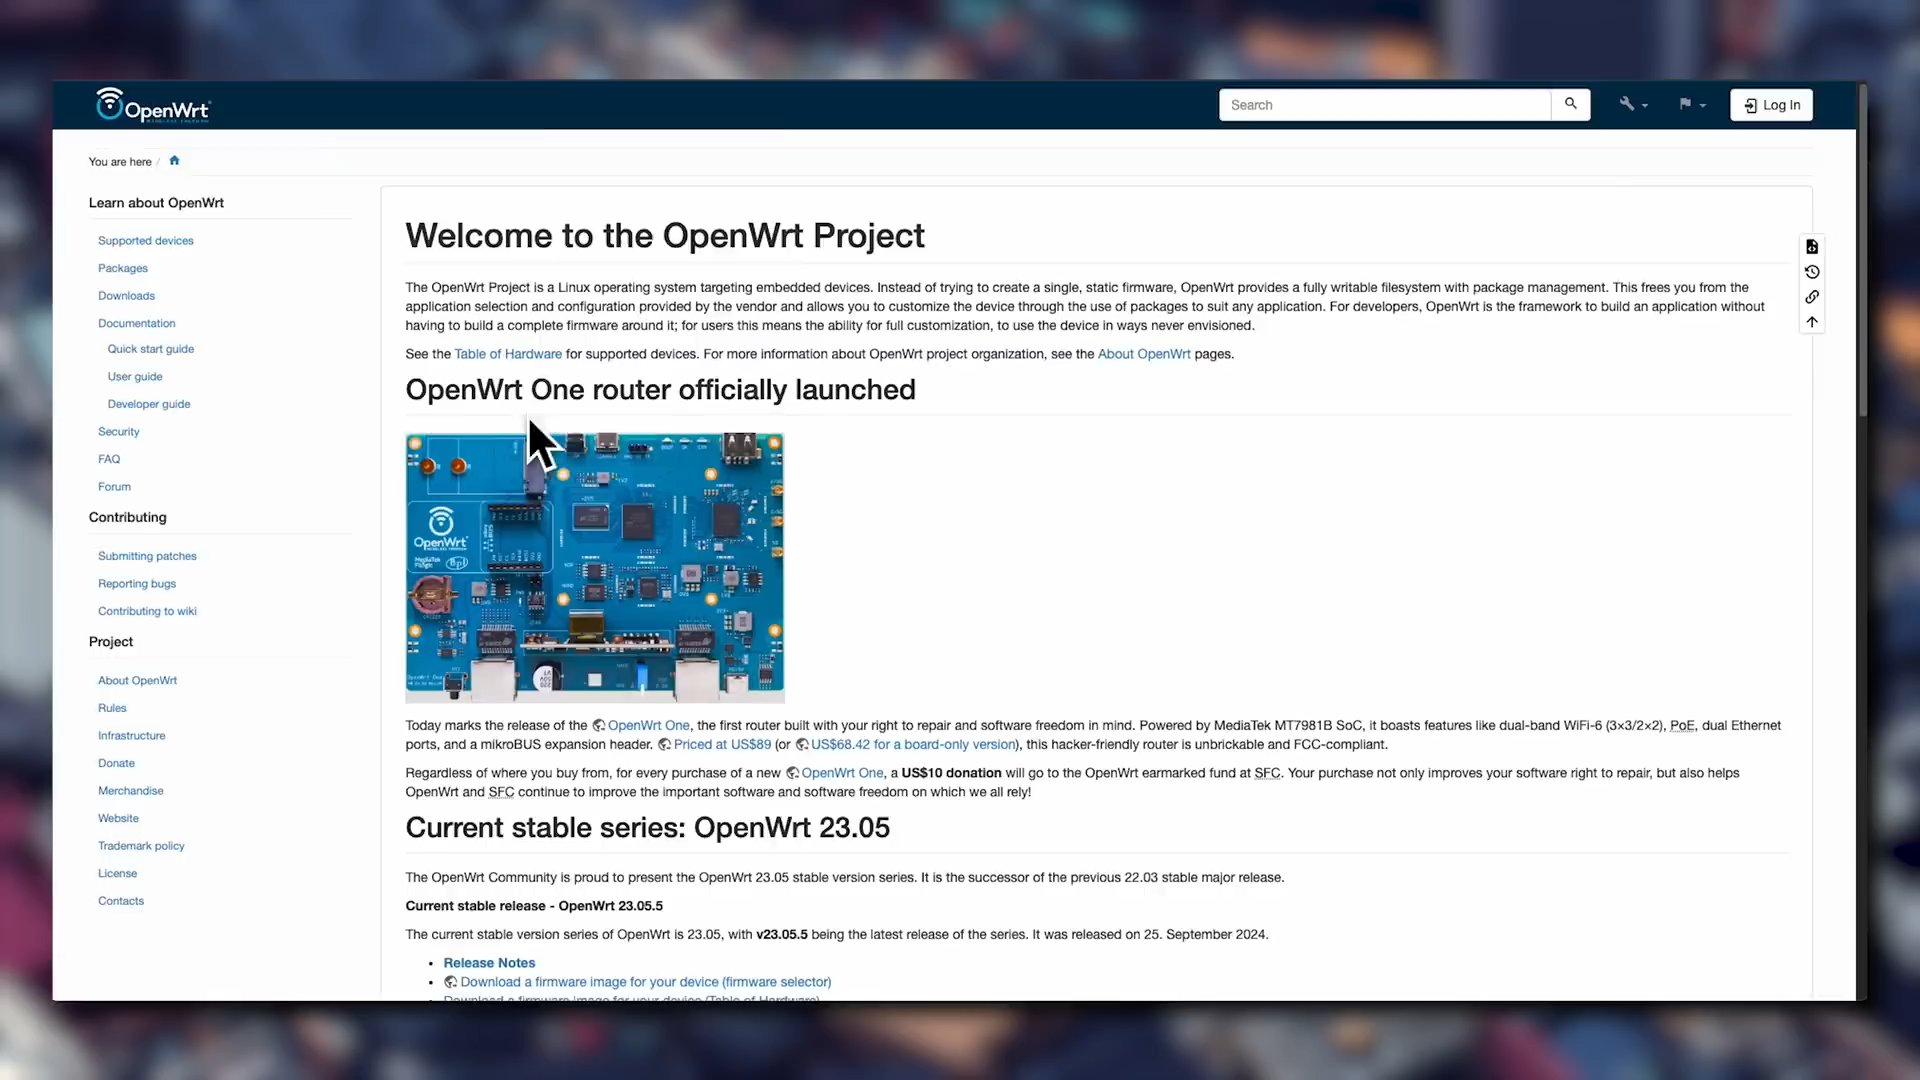 OpenWrt
Search
Log In
You are here /
Learn about OpenWrt
Supported devices
Packages
Downloads
Documentation
Quick start guide
User guide
Developer guide
Security
FAQ
Forum
Contributing
Submitting patches
Reporting bugs
Contributing to wiki
Project
About OpenWrt
Rules
Infrastructure
Donate
Merchandise
Website
Trademark policy
License
Contacts
Welcome to the OpenWrt Project
The OpenWrt Project is a Linux operating system targeting embedded devices. Instead of trying to create a single, static firmware, OpenWrt provides a fully writable filesystem with package management. This frees you from the
application selection and configuration provided by the vendor and allows you to customize the device through the use of packages to suit any application. For developers, OpenWrt is the framework to build an application without
having to build a complete firmware around it; for users this means the ability for full customization, to use the device in ways never envisioned.
See the Table of Hardware for supported devices. For more information about OpenWrt project organization, see the About OpenWrt pages.
OpenWrt One router officially launched
OpenWrt
Today marks the release of the OpenWrt One, the first router built with your right to repair and software freedom in mind. Powered by MediaTek MT7981B SoC, it boasts features like dual-band WiFi-6 (3×3/2×2), PoE, dual Ethernet
ports, and a mikroBUS expansion header. Priced at US$89 (or US$68.42 for a board-only version), this hacker-friendly router is unbrickable and FCC-compliant.
Regardless of where you buy from, for every purchase of a new OpenWrt One, a US$10 donation will go to the OpenWrt earmarked fund at SFC. Your purchase not only improves your software right to repair, but also helps
OpenWrt and SFC continue to improve the important software and software freedom on which we all rely!
Current stable series: OpenWrt 23.05
The OpenWrt Community is proud to present the OpenWrt 23.05 stable version series. It is the successor of the previous 22.03 stable major release.
Current stable release - OpenWrt 23.05.5
The current stable version series of OpenWrt is 23.05, with v23.05.5 being the latest release of the series. It was released on 25. September 2024.
• Release Notes
• Download a firmware image for your device (firmware selector)
• Download a firmware image for your device (Table of Hardware)